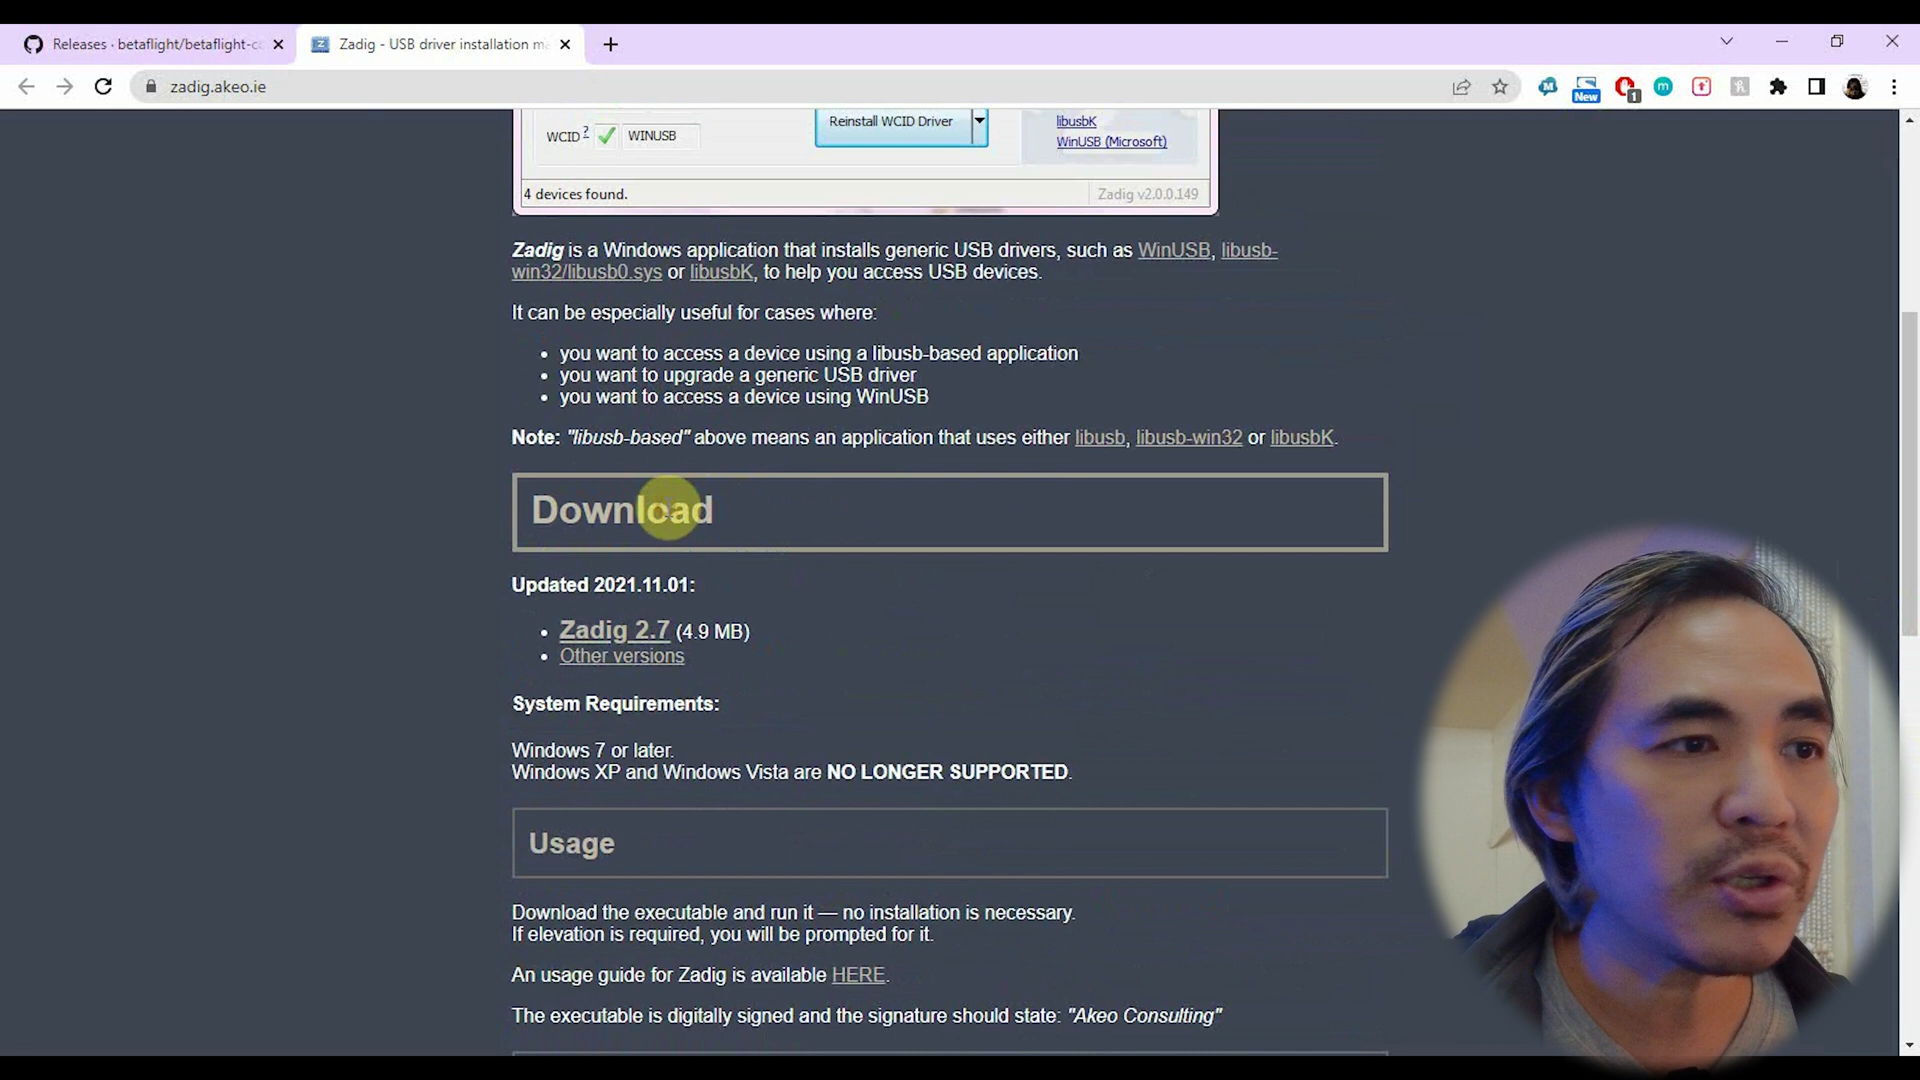 Releases · betaflight/betaflight-co
Zadig - USB driver installation ma
zadig.akeo.ie
New
1
WCID ?
WINUSB
Reinstall WCID Driver
libusbK
WinUSB (Microsoft)
4 devices found.
Zadig v2.0.0.149
Zadig is a Windows application that installs generic USB drivers, such as WinUSB, libusb-
win32/libusb0.sys or libusbK, to help you access USB devices.
It can be especially useful for cases where:
• you want to access a device using a libusb-based application
• you want to upgrade a generic USB driver
• you want to access a device using WinUSB
Note: "libusb-based" above means an application that uses either libusb, libusb-win32 or libusbK.
Download
Updated 2021.11.01:
• Zadig 2.7 (4.9 MB)
• Other versions
System Requirements:
Windows 7 or later.
Windows XP and Windows Vista are NO LONGER SUPPORTED.
Usage
Download the executable and run it — no installation is necessary.
If elevation is required, you will be prompted for it.
An usage guide for Zadig is available HERE.
The executable is digitally signed and the signature should state: "Akeo Consulting"